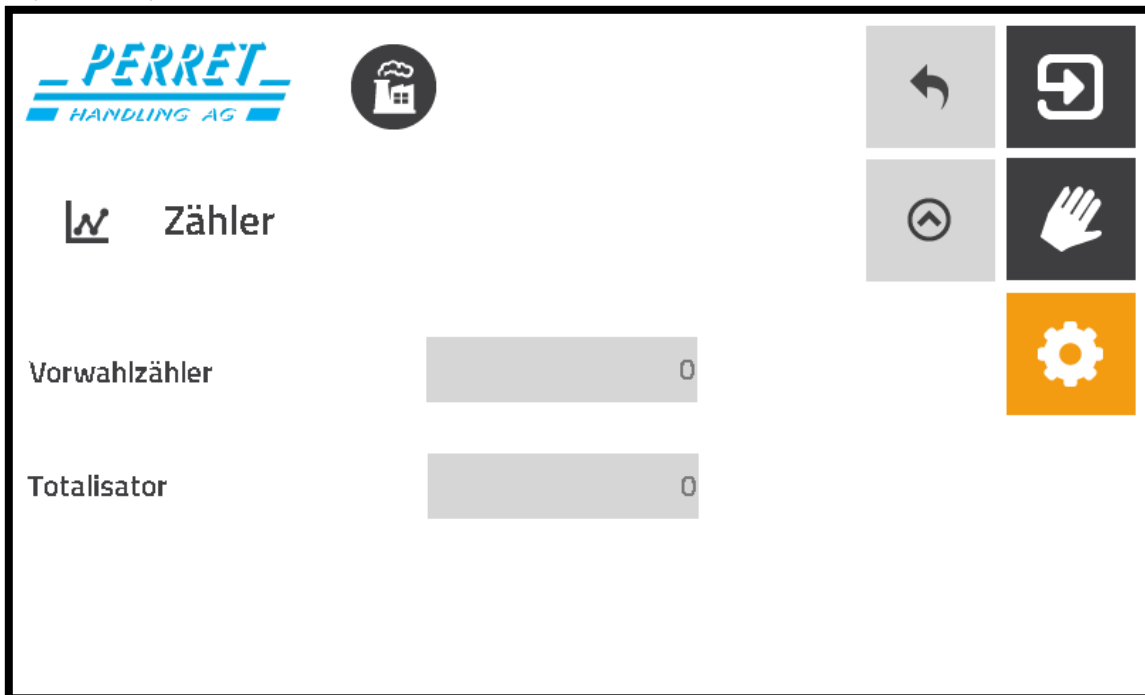 PERRET
HANDLING AG
Zähler
Vorwahlzähler 0
Totalisator 0